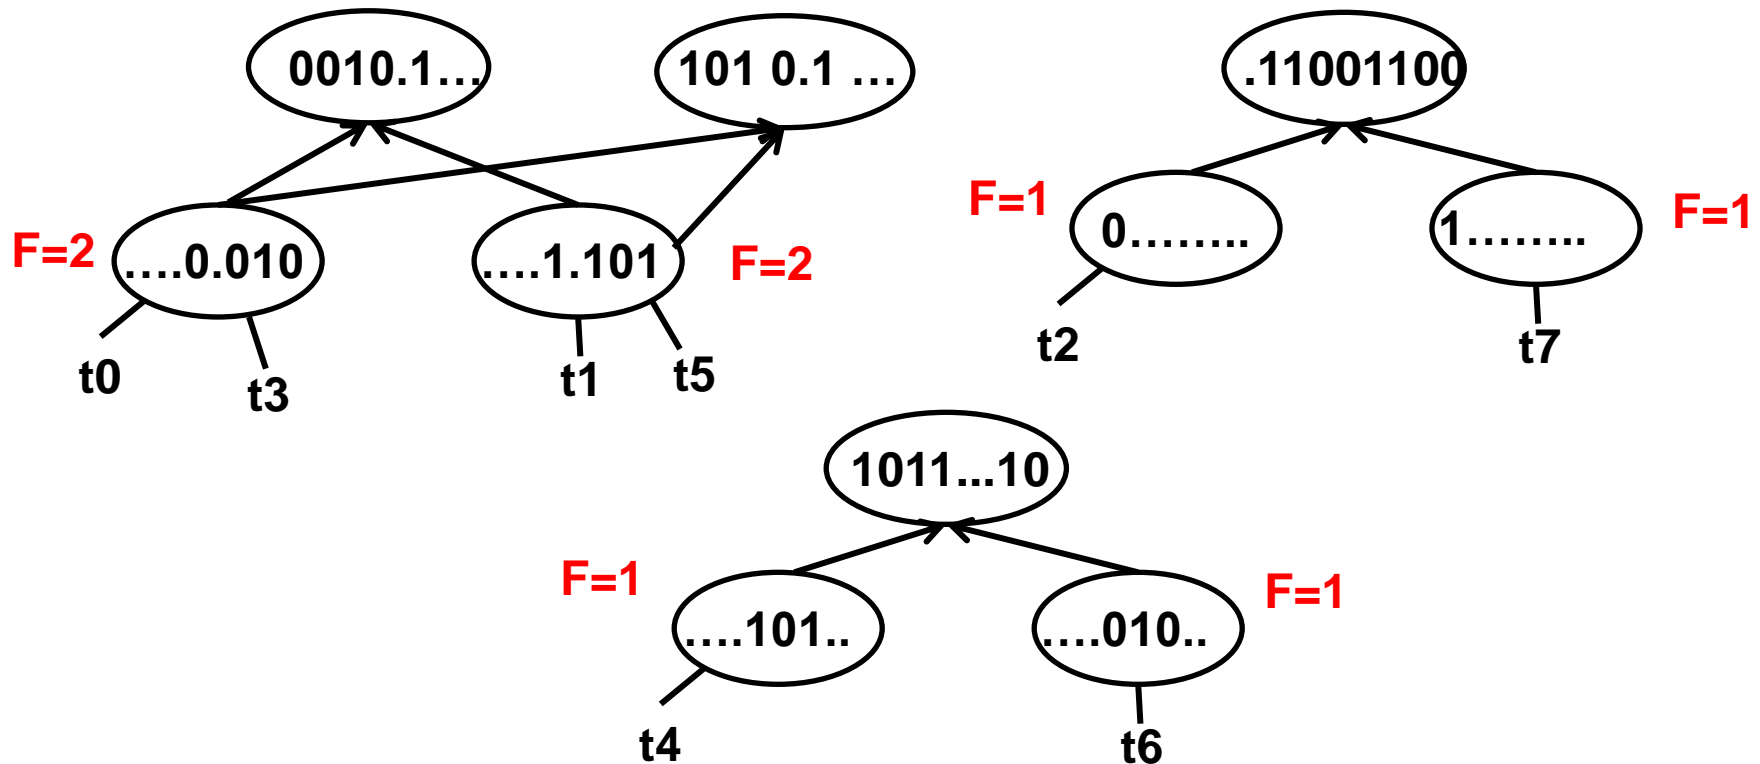 0010.1…
101 0.1 …
.11001100
F=2
….0.010
….1.101
F=2
F=1
0……..
1……..
F=1
t0
t3
t1
t5
t2
t7
1011...10
F=1
….101..
….010..
F=1
t4
t6